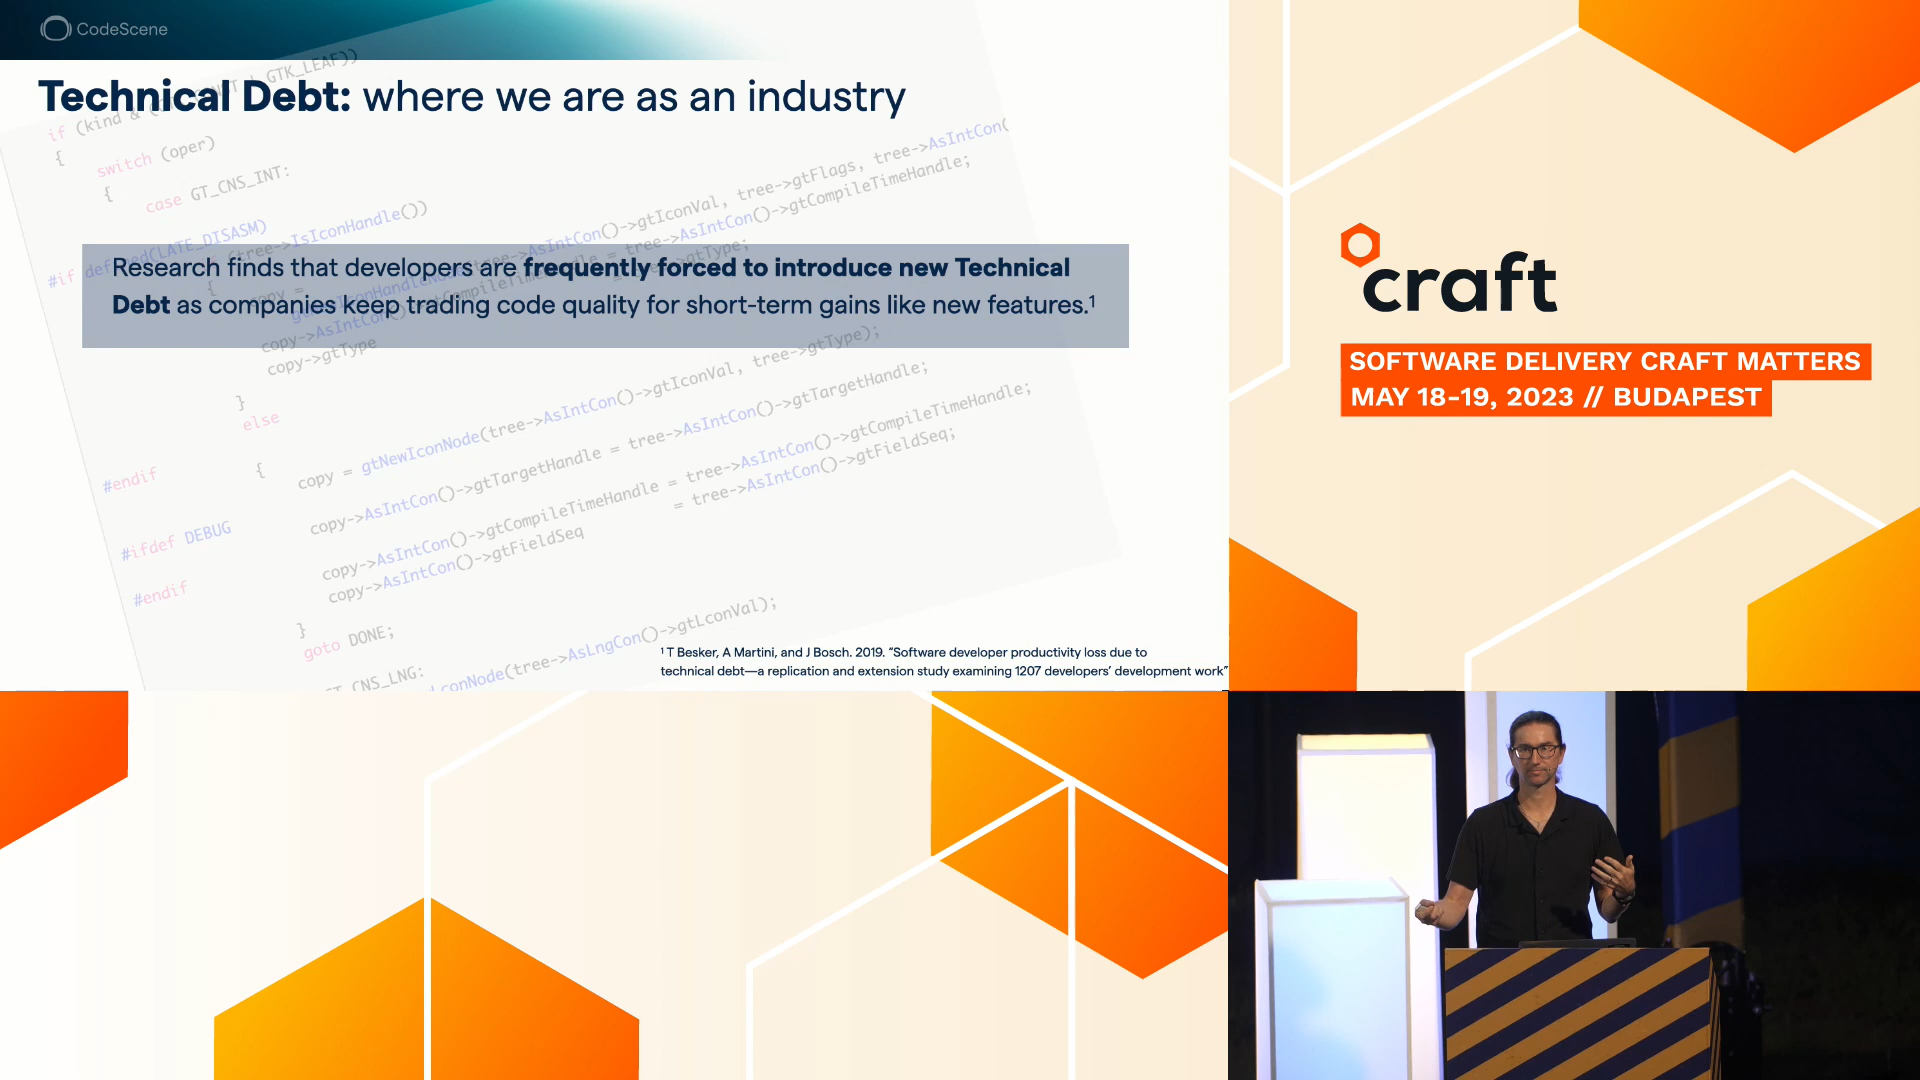 CodeScene
Technical Debt: where we are as an industry
if (kind & (
GTK_LEAF))
{
switch (oper)
{
case GT_CNS_INT:
Research finds that developers are frequently forced to introduce new Technical
Debt as companies keep trading code quality for short-term gains like new features.¹
copy->gtType
}
else
{
copy = gtNewIconNode(tree->AsIntCon()->gtIconVal, tree->gtType);
copy->AsIntCon()->gtTargetHandle = tree->AsIntCon()->gtTargetHandle;
#endif
#ifdef DEBUG
copy->AsIntCon()->gtCompileTimeHandle = tree->AsIntCon()->gtCompileTimeHandle;
copy->AsIntCon()->gtFieldSeq = tree->AsIntCon()->gtFieldSeq;
#endif
}
goto DONE;
¹ T Besker, A Martini, and J Bosch. 2019. “Software developer productivity loss due to
technical debt—a replication and extension study examining 1207 developers’ development work”
craft
SOFTWARE DELIVERY CRAFT MATTERS
MAY 18-19, 2023 // BUDAPEST